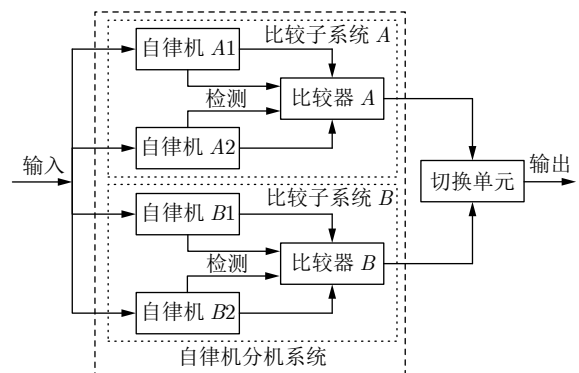 比较子系统 A
自律机 A1
检测
比较器 A
自律机 A2
输入
切换单元
输出
比较子系统 B
自律机 B1
检测
比较器 B
自律机 B2
自律机分机系统